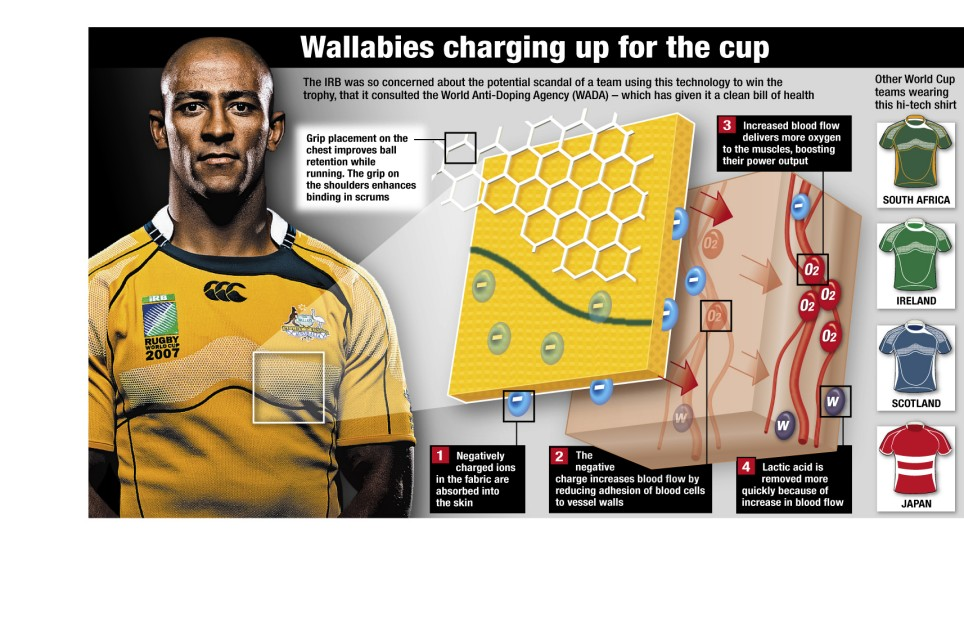 Wallabies charging up for the cup
The IRB was so concerned about the potential scandal of a team using this technology to win the
trophy, that it consulted the World Anti-Doping Agency (WADA) – which has given it a clean bill of health
Other World Cup
teams wearing
this hi-tech shirt
SOUTH AFRICA
IRELAND
SCOTLAND
JAPAN
Grip placement on the
chest improves ball
retention while
running. The grip on
the shoulders enhances
binding in scrums
3 Increased blood flow
delivers more oxygen
to the muscles, boosting
their power output
iRB
RUGBY
WORLD CUP
2007
O2
O2
O2
O2
O2
O2
W
W
W
1 Negatively
charged ions
in the fabric are
absorbed into
the skin
2 The
negative
charge increases blood flow by
reducing adhesion of blood cells
to vessel walls
4 Lactic acid is
removed more
quickly because of
increase in blood flow